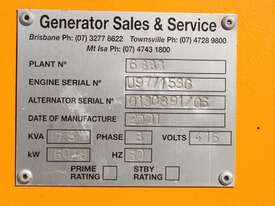 Generator Sales & Service
Brisbane Ph: (07) 3277 8622 Townsville Ph: (07) 4728 9800
Mt Isa Ph: (07) 4743 1800
PLANT Nº
ENGINE SERIAL Nº
ALTERNATOR SERIAL Nº
DATE OF MANUFACTURE 2001
KVA PHASE 3 VOLTS 415
kW HZ 50
PRIME RATING STBY RATING